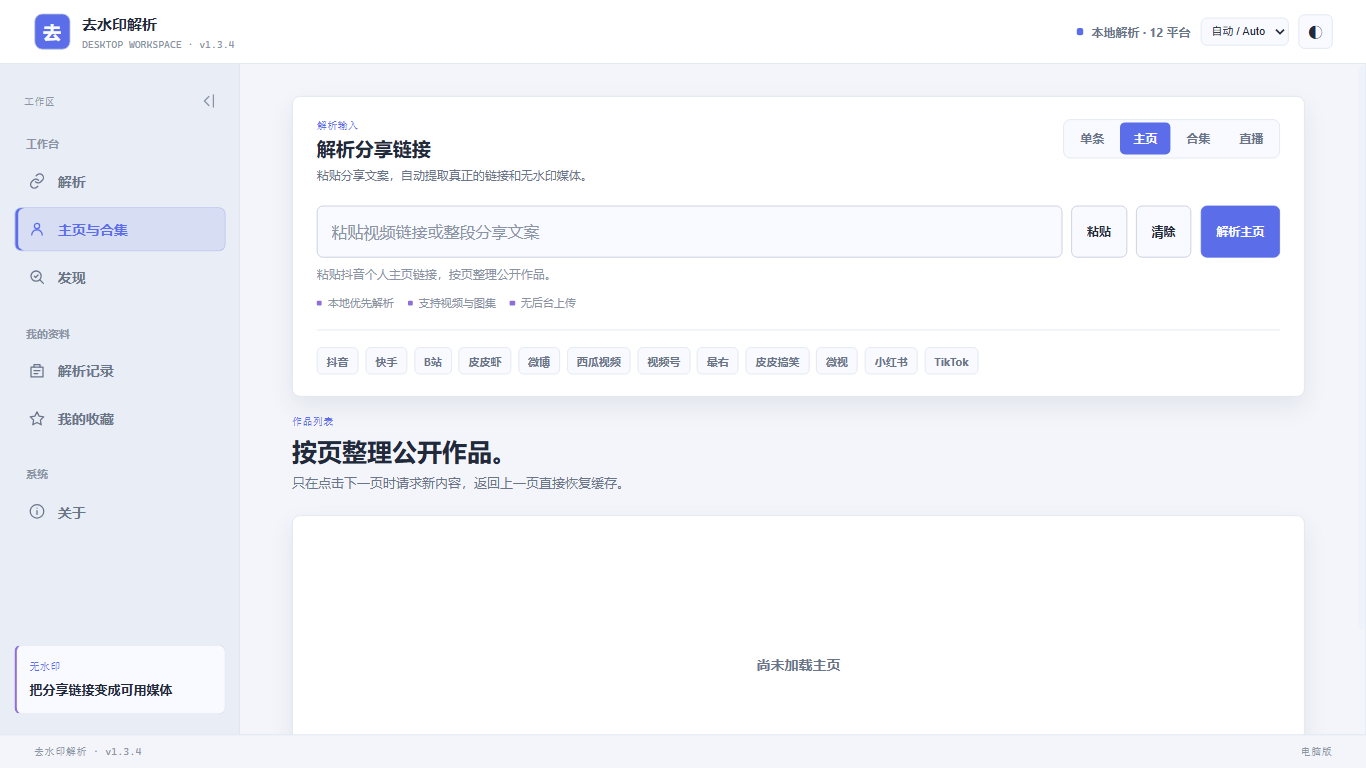 去
去水印解析
DESKTOP WORKSPACE · v1.3.4
本地解析 · 12 平台
自动 / Auto
工作区
工作台
解析
主页与合集
发现
我的资料
解析记录
我的收藏
系统
关于
无水印
把分享链接变成可用媒体
解析输入
解析分享链接
粘贴分享文案，自动提取真正的链接和无水印媒体。
单条 主页 合集 直播
粘贴视频链接或整段分享文案
粘贴 清除 解析主页
粘贴抖音个人主页链接，按页整理公开作品。
本地优先解析 支持视频与图集 无后台上传
抖音 快手 B站 皮皮虾 微博 西瓜视频 视频号 最右 皮皮搞笑 微视 小红书 TikTok
作品列表
按页整理公开作品。
只在点击下一页时请求新内容，返回上一页直接恢复缓存。
尚未加载主页
去水印解析 · v1.3.4
电脑版